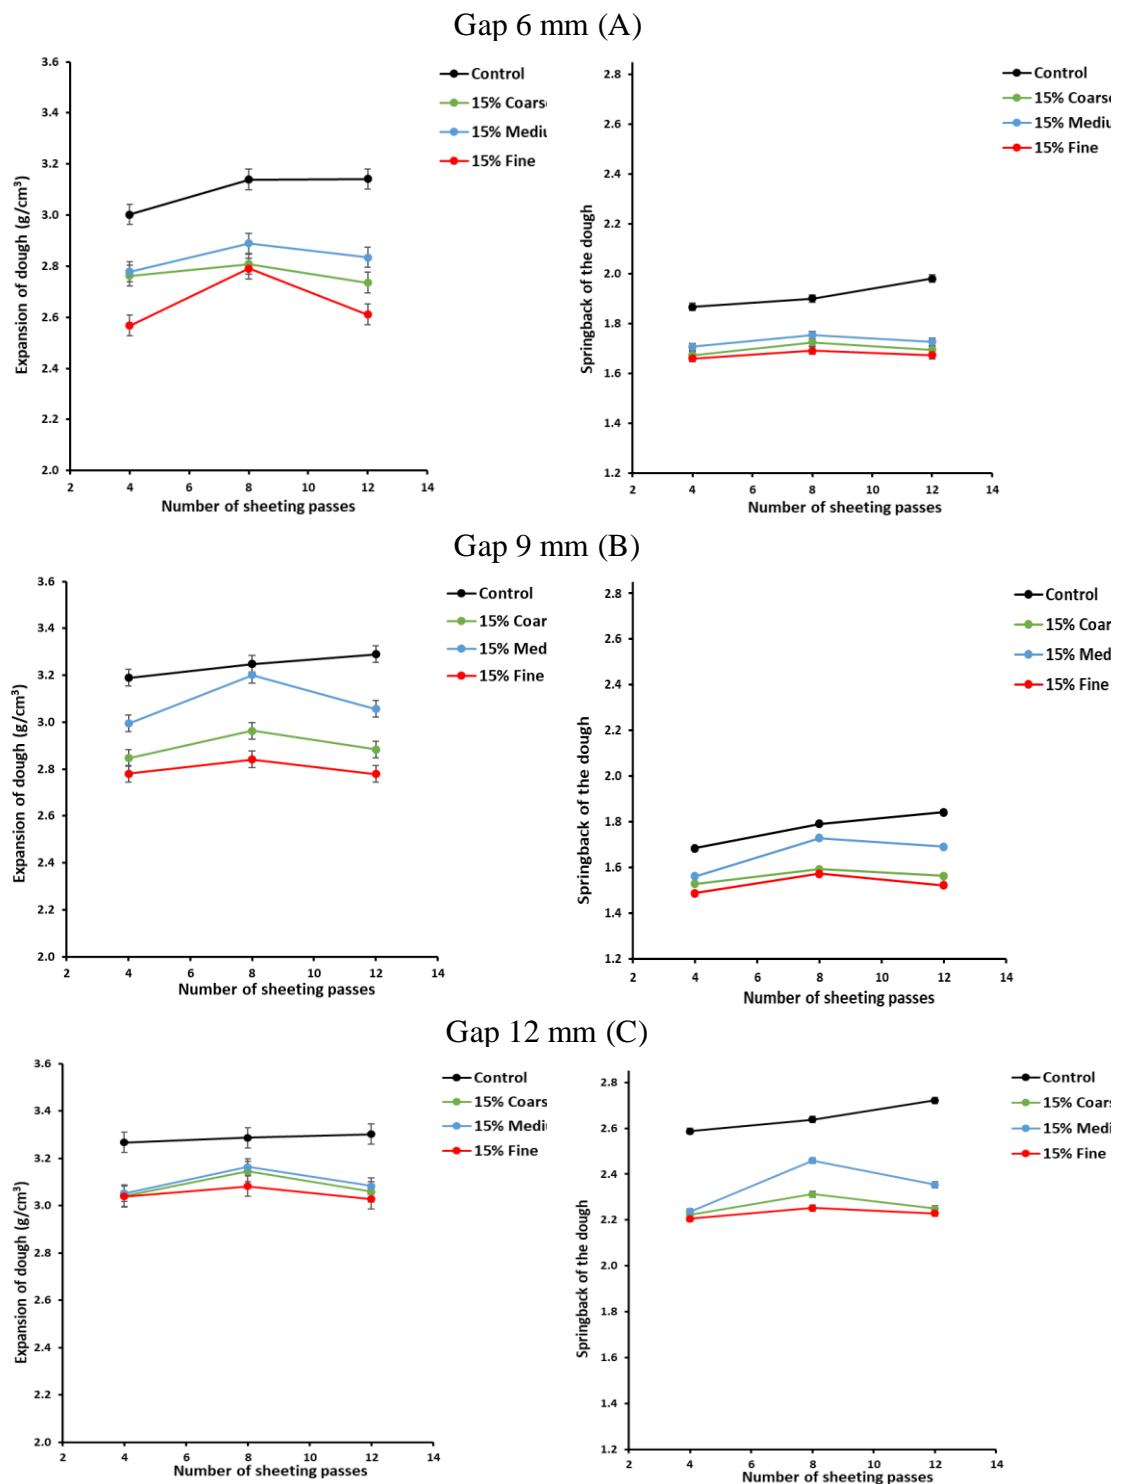 Gap 6 mm (A)
3.6
3.4
3.2
3.0
2.8
2.6
2.4
2.2
2.0
2 4 6 8 10 12 14
Expansion of dough (g/cm³)
Number of sheeting passes
Control
15% Coarse
15% Mediu
15% Fine
2.8
2.6
2.4
2.2
2.0
1.8
1.6
1.4
1.2
2 4 6 8 10 12 14
Springback of the dough
Number of sheeting passes
Control
15% Coarse
15% Mediu
15% Fine
Gap 9 mm (B)
3.6
3.4
3.2
3.0
2.8
2.6
2.4
2.2
2.0
2 4 6 8 10 12 14
Expansion of dough (g/cm³)
Number of sheeting passes
Control
15% Coar
15% Med
15% Fine
2.8
2.6
2.4
2.2
2.0
1.8
1.6
1.4
1.2
2 4 6 8 10 12 14
Springback of the dough
Number of sheeting passes
Control
15% Coar
15% Med
15% Fine
Gap 12 mm (C)
3.6
3.4
3.2
3.0
2.8
2.6
2.4
2.2
2.0
2 4 6 8 10 12 14
Expansion of dough (g/cm³)
Number of sheeting passes
Control
15% Coars
15% Medi
15% Fine
2.8
2.6
2.4
2.2
2.0
1.8
1.6
1.4
1.2
2 4 6 8 10 12 14
Springback of the dough
Number of sheeting passes
Control
15% Coars
15% Medi
15% Fine